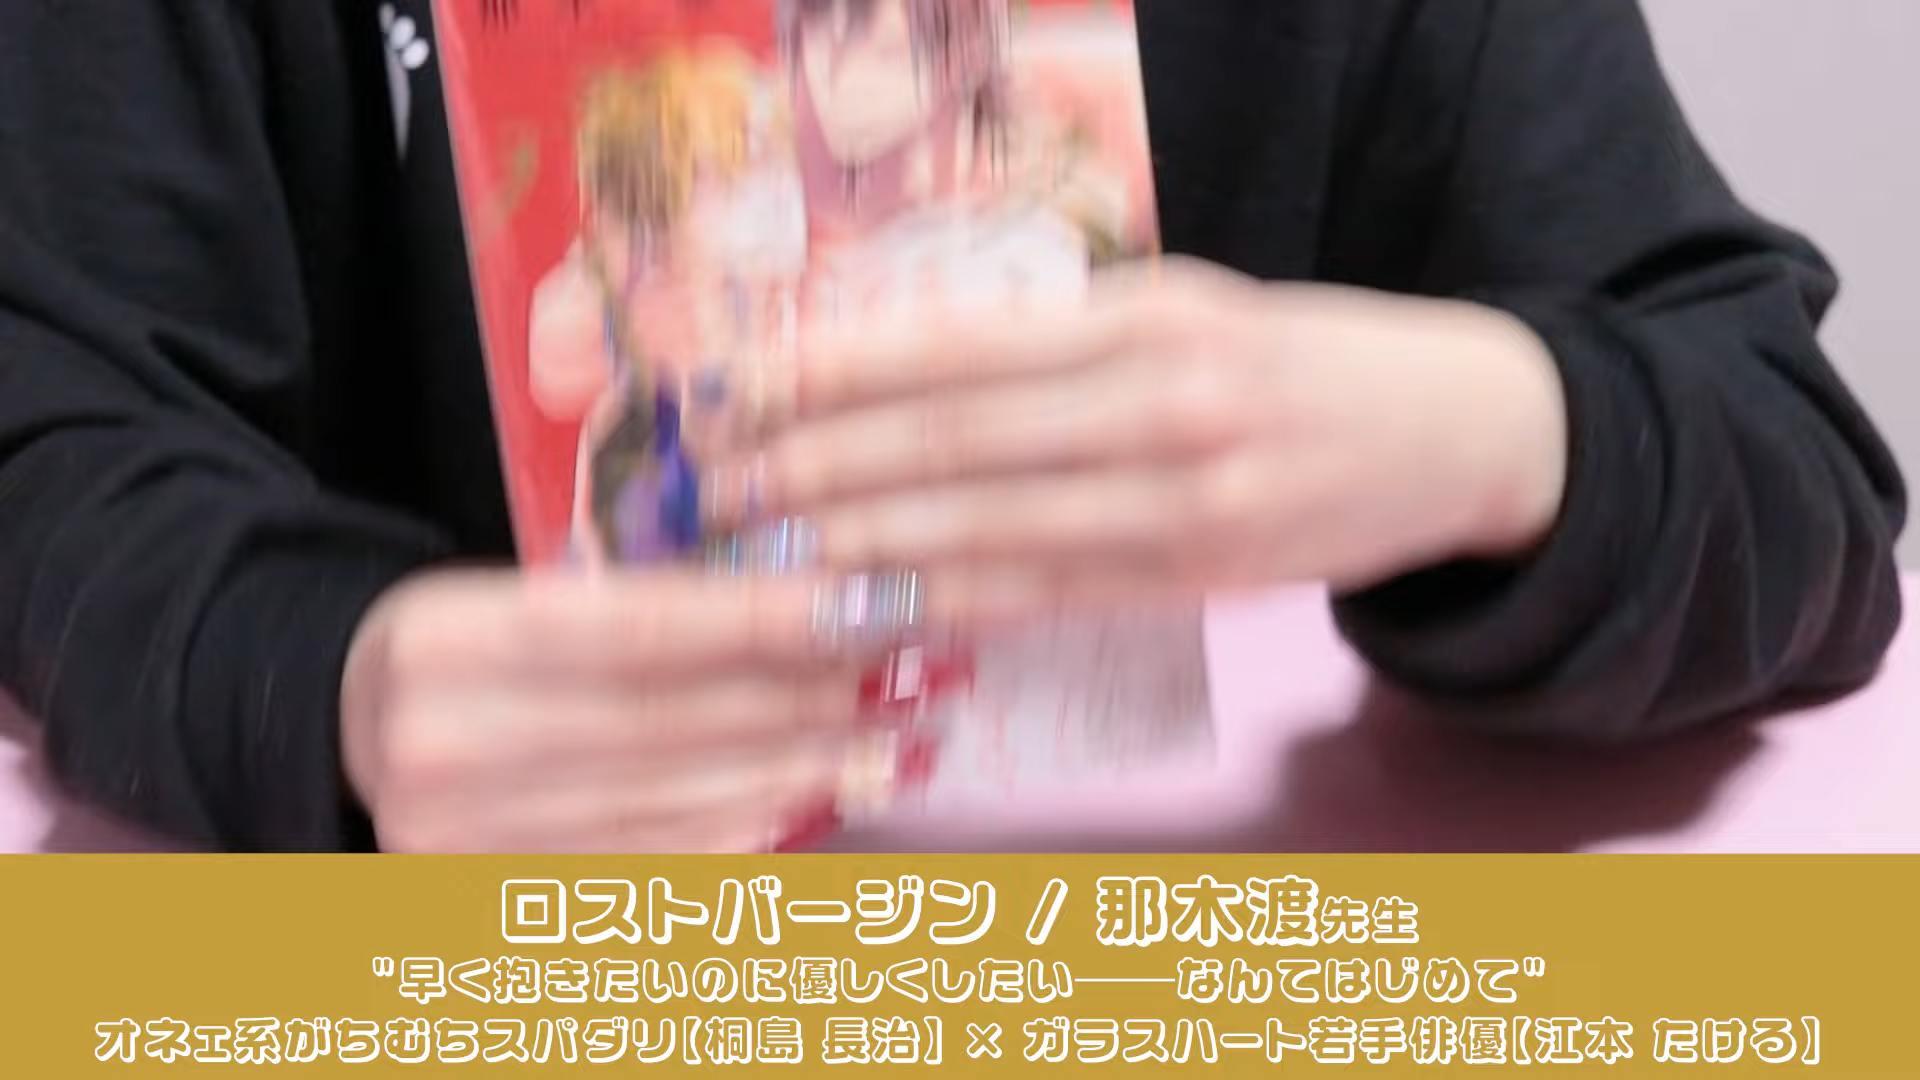 ロストバージン / 那木渡先生
"早く抱きたいのに優しくしたい――なんてはじめて"
オネェ系がちむちスパダリ【桐島 長治】 × ガラスハート若手俳優【江本 たける】